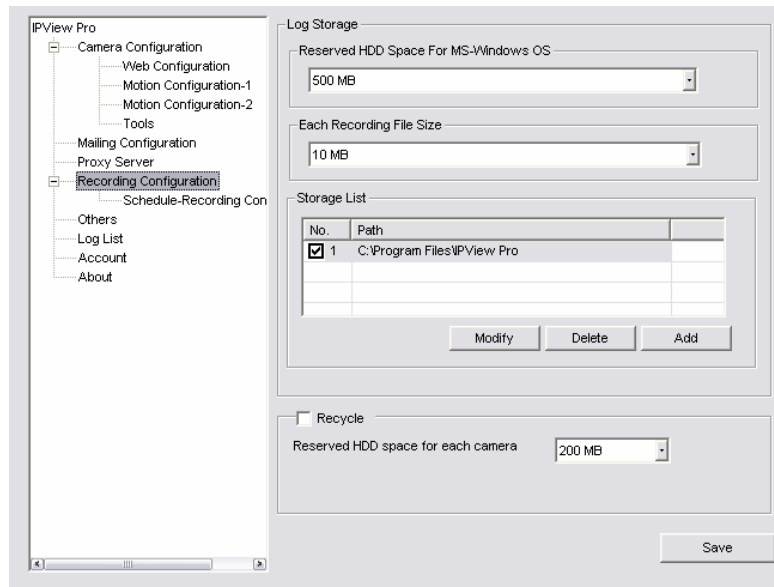 IPView Pro
Camera Configuration
Web Configuration
Motion Configuration-1
Motion Configuration-2
Tools
Mailing Configuration
Proxy Server
Recording Configuration
Schedule-Recording Con
Others
Log List
Account
About
Log Storage
Reserved HDD Space For MS-Windows OS
500 MB
Each Recording File Size
10 MB
Storage List
No. Path
1 C:\Program Files\IPView Pro
Modify Delete Add
Recycle
Reserved HDD space for each camera 200 MB
Save